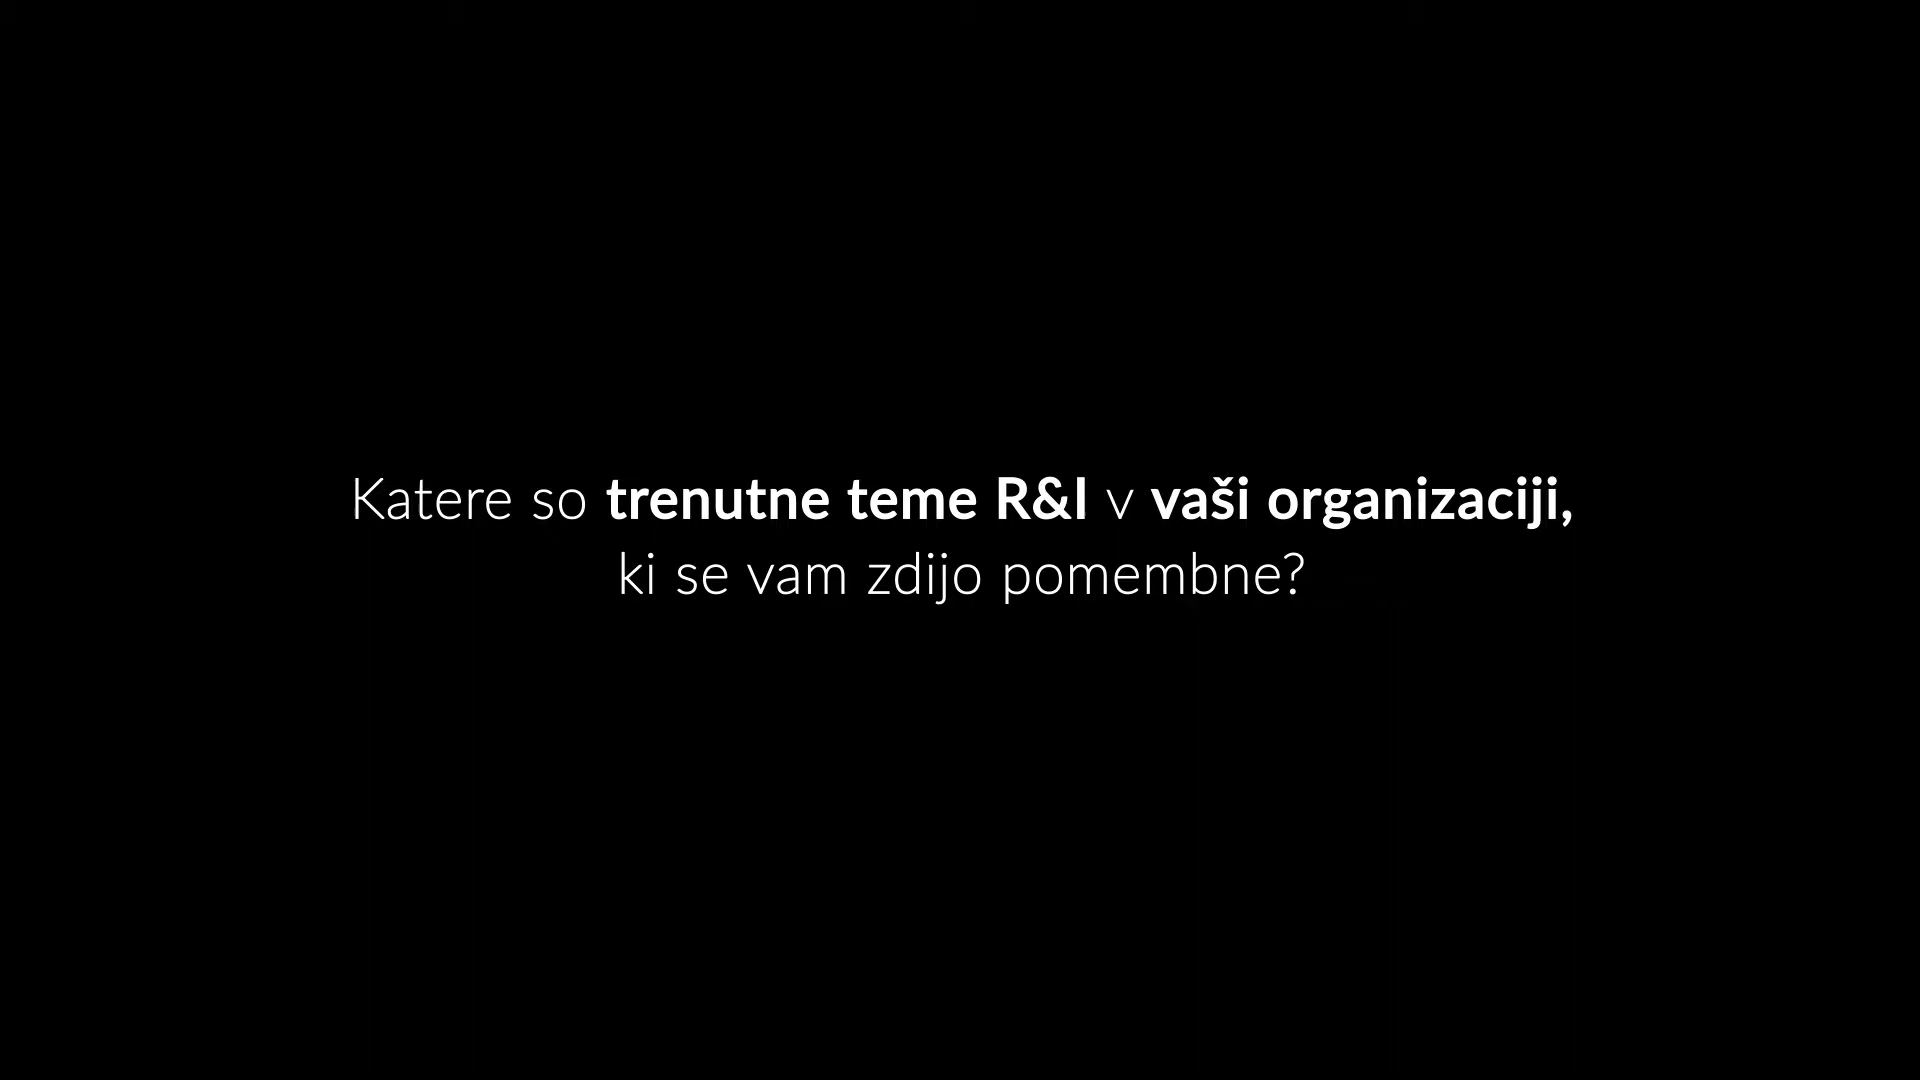 Katere so trenutne teme R&I v vaši organizaciji,
ki se vam zdijo pomembne?